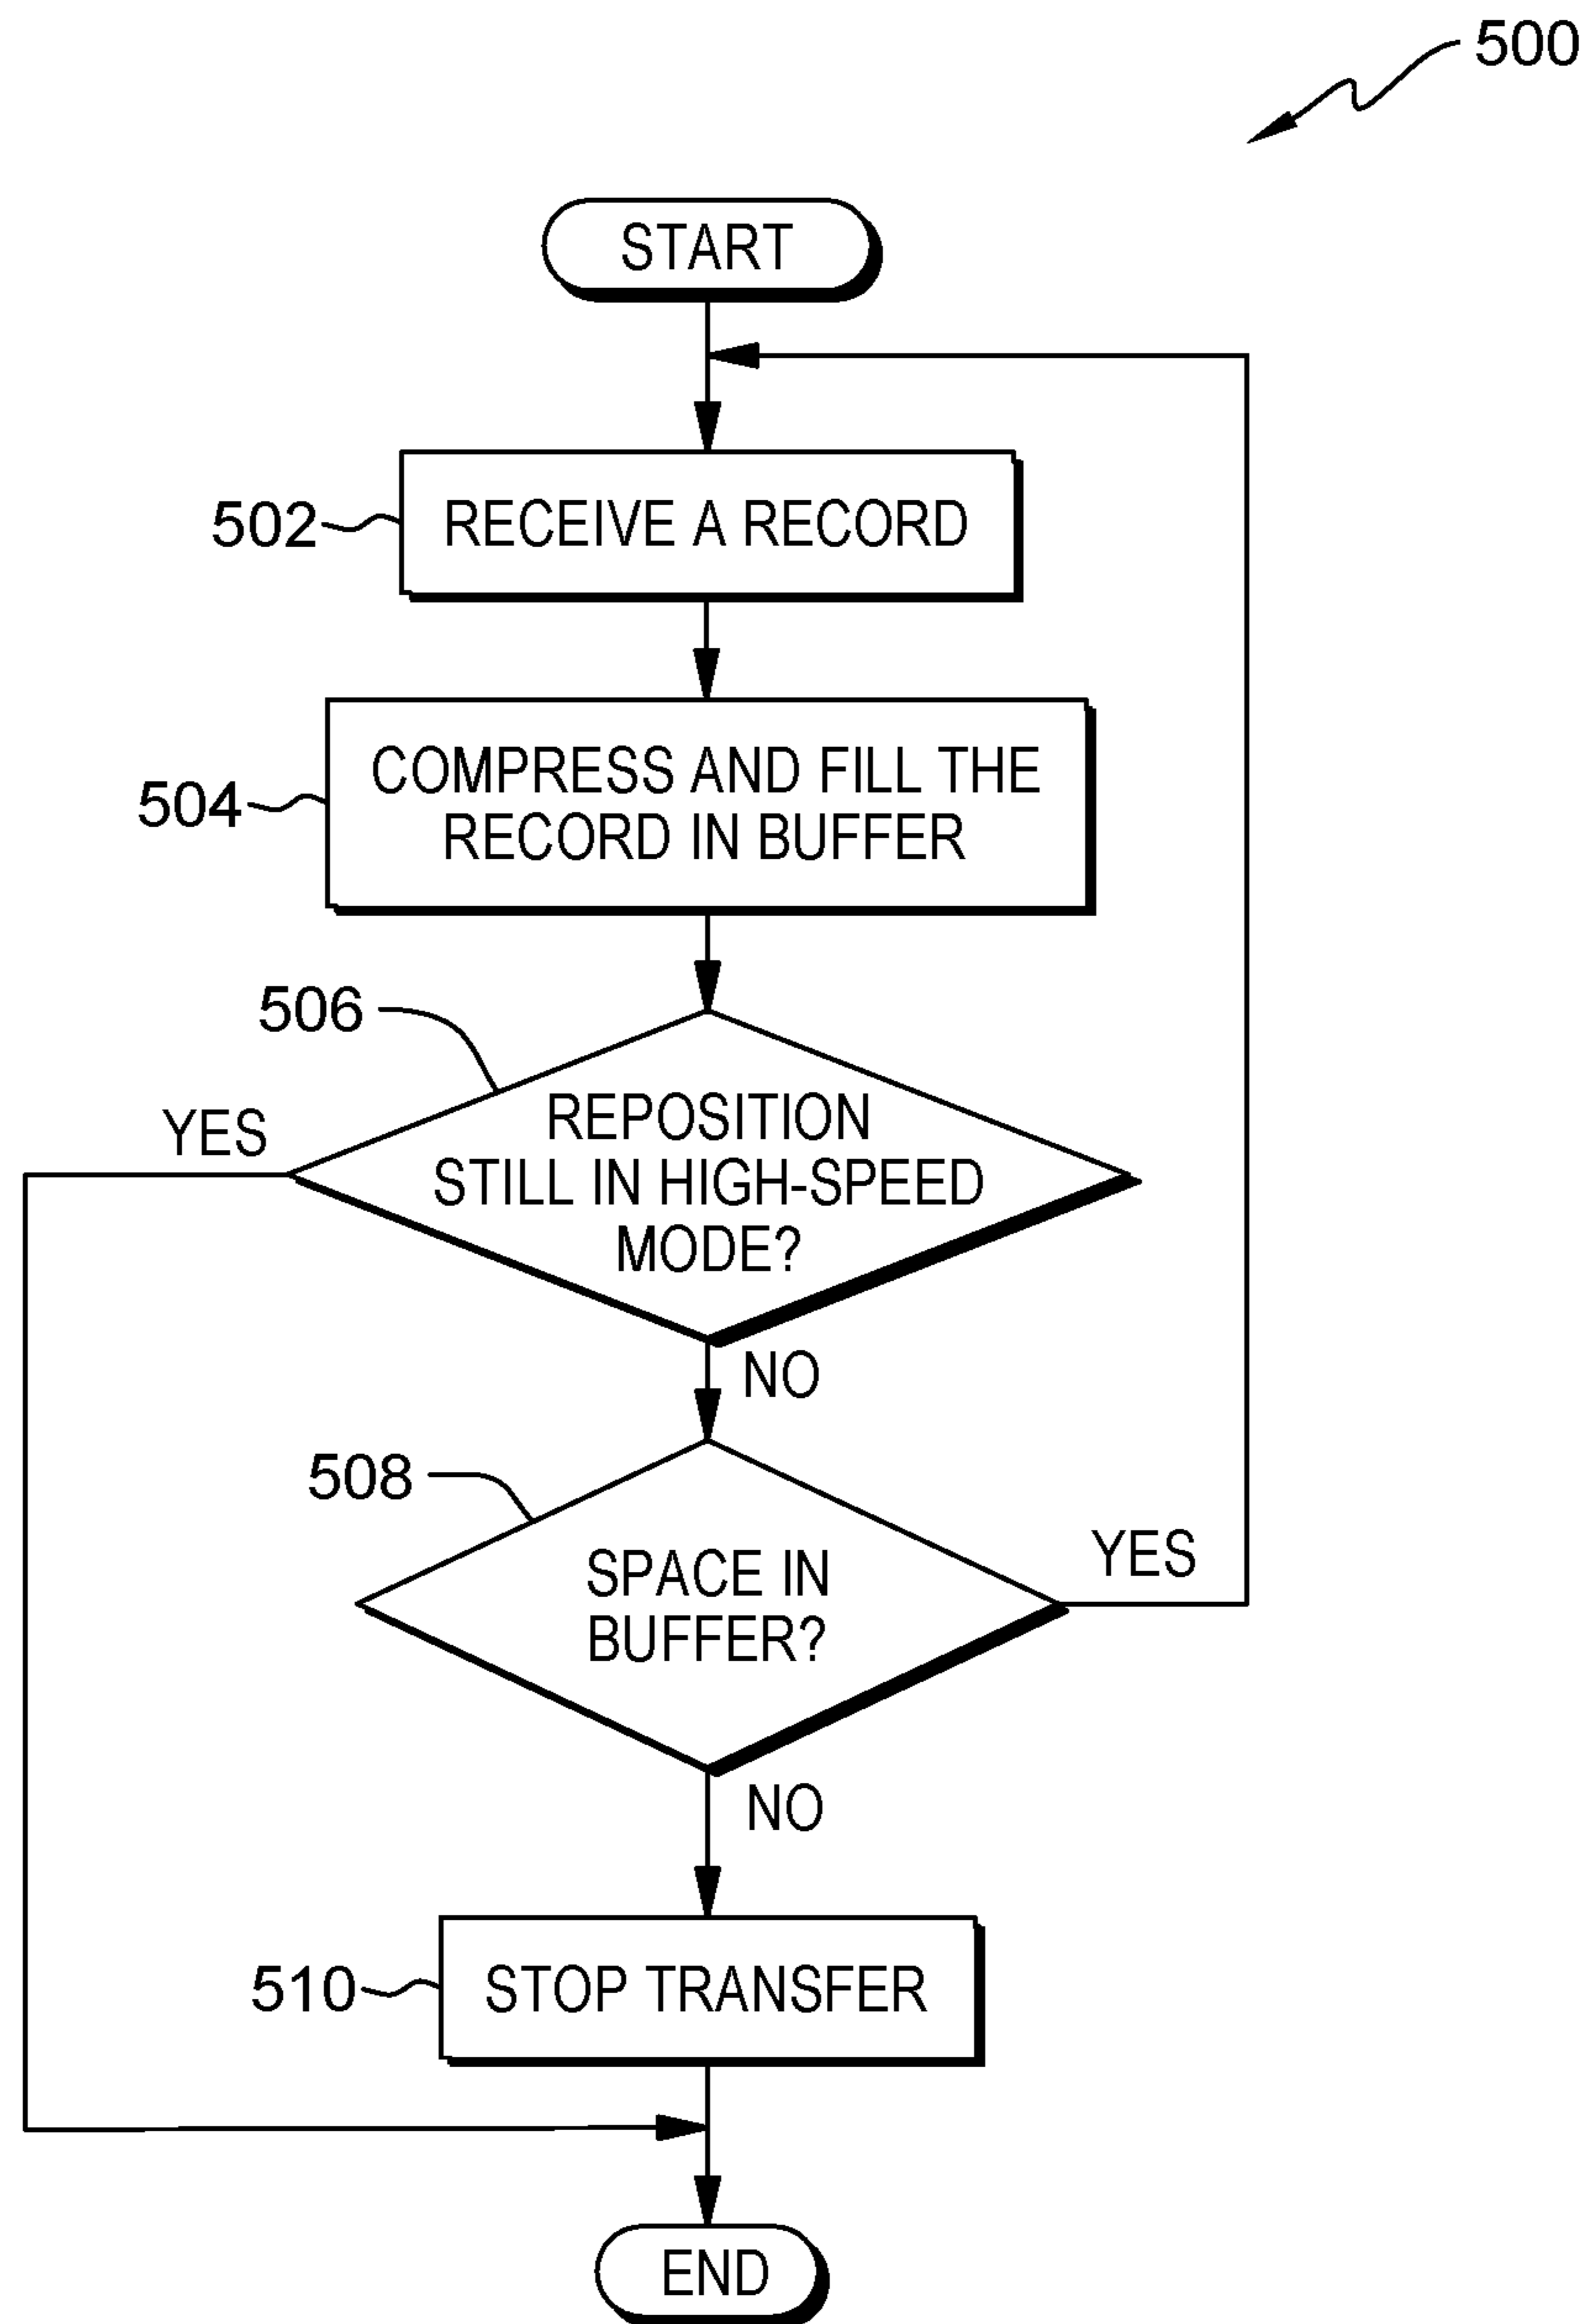 500
START
502
RECEIVE A RECORD
504
COMPRESS AND FILL THE
RECORD IN BUFFER
506
YES
REPOSITION
STILL IN HIGH-SPEED
MODE?
NO
508
SPACE IN
BUFFER?
YES
NO
510
STOP TRANSFER
END